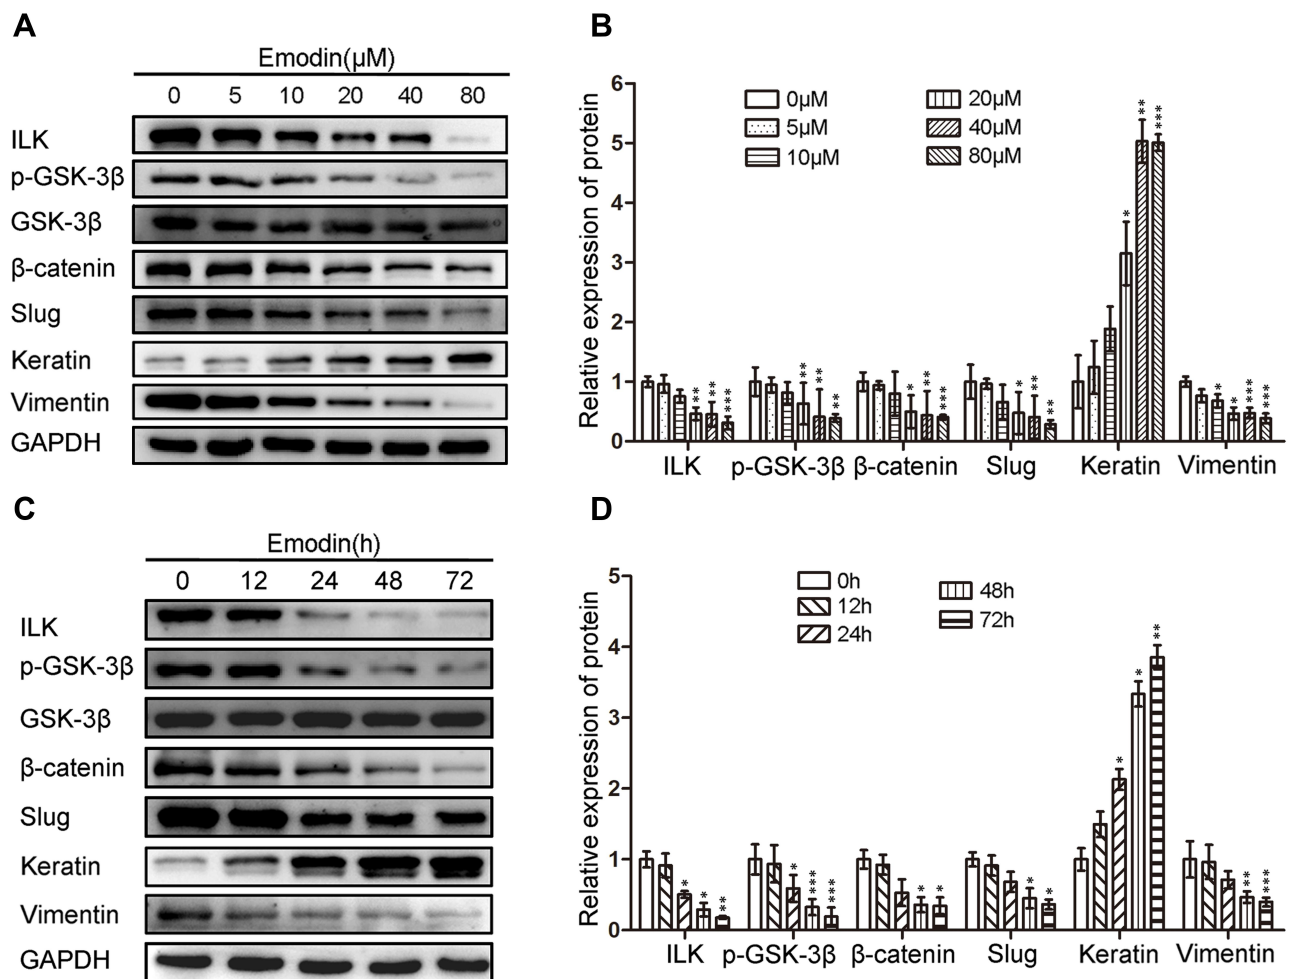 A
Emodin(μM)
0 5 10 20 40 80
ILK
p-GSK-3β
GSK-3β
β-catenin
Slug
Keratin
Vimentin
GAPDH
B
Relative expression of protein
6
5
4
3
2
1
0
0μM
5μM
10μM
20μM
40μM
80μM
** ** *** ** ** ** * ** *** * ** ** * ** *** * * *** ***
ILK p-GSK-3β β-catenin Slug Keratin Vimentin
C
Emodin(h)
0 12 24 48 72
ILK
p-GSK-3β
GSK-3β
β-catenin
Slug
Keratin
Vimentin
GAPDH
D
Relative expression of protein
5
4
3
2
1
0
0h
12h
24h
48h
72h
* * ** * *** *** * * * * * * ** ** ***
ILK p-GSK-3β β-catenin Slug Keratin Vimentin